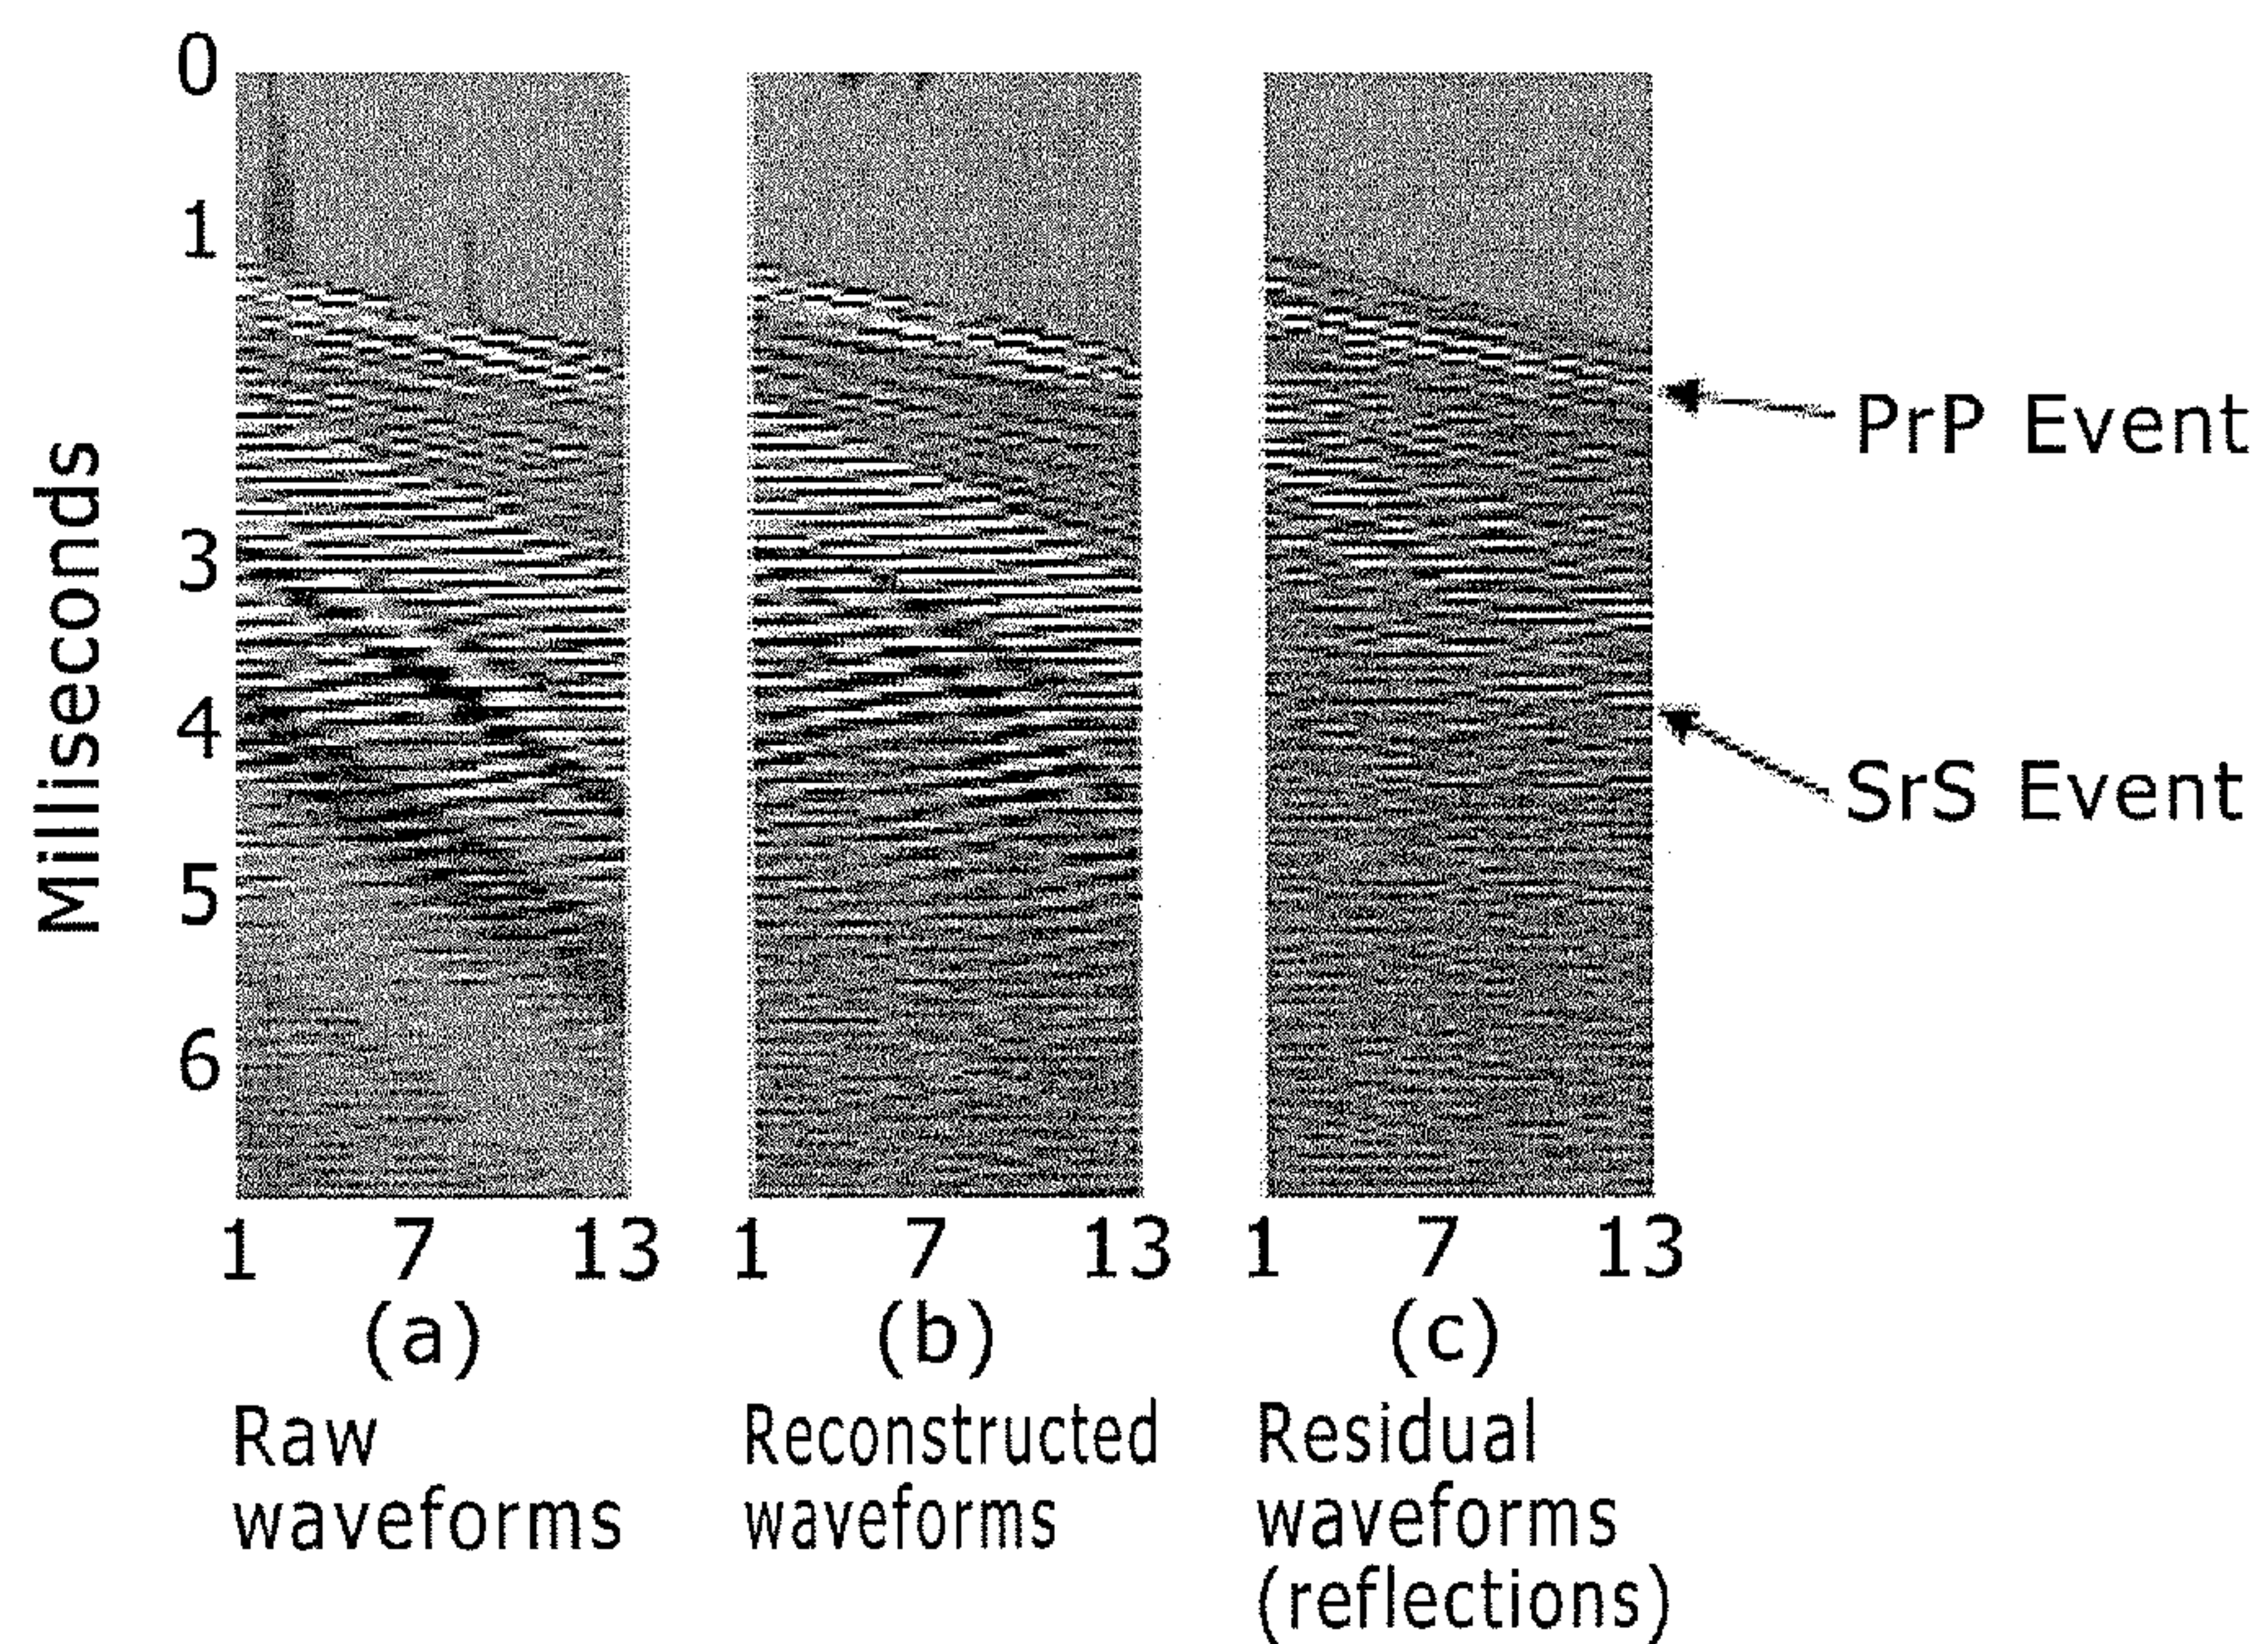 Milliseconds
0
1
3
4
5
6
PrP Event
SrS Event
1 7 13
1 7 13
1 7 13
(a)
(b)
(c)
Raw
waveforms
Reconstructed
waveforms
Residual
waveforms
(reflections)